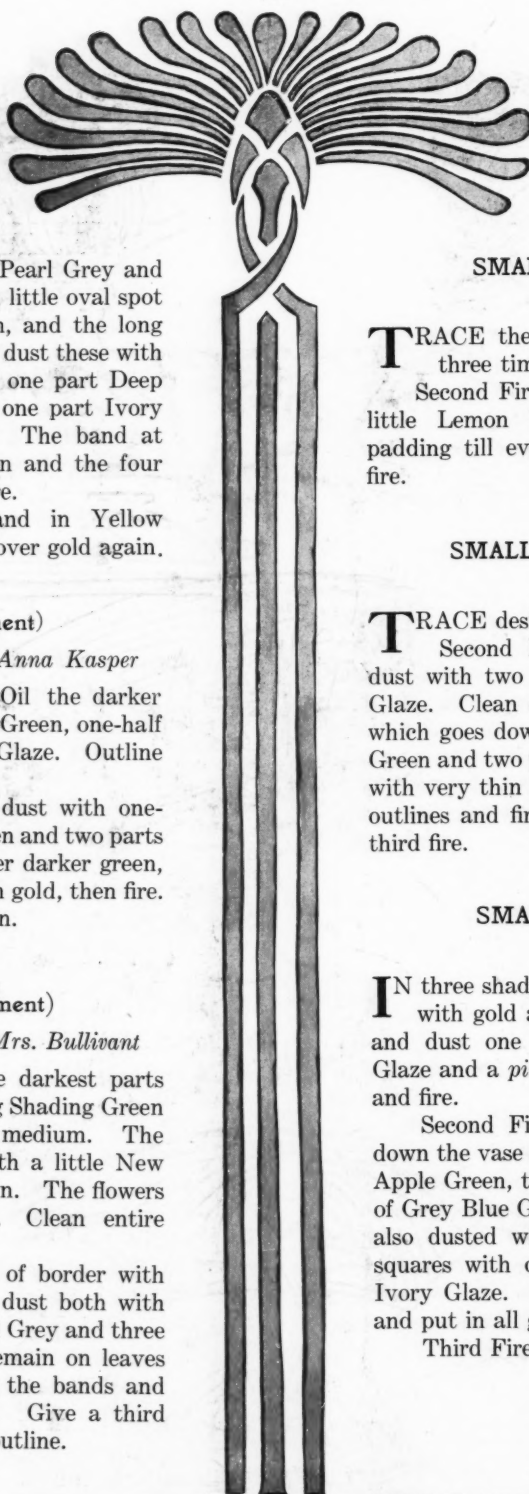 Pearl Grey and
little oval spot
n, and the long
dust these with
one part Deep
one part Ivory
The band at
n and the four
e.
and in Yellow
over gold again.
ent)
Anna Kasper
Oil the darker
Green, one-half
Glaze. Outline
dust with one-
en and two parts
er darker green,
n gold, then fire.
n.
ment)
Mrs. Bullivant
e darkest parts
g Shading Green
medium. The
th a little New
n. The flowers
. Clean entire
of border with
dust both with
Grey and three
emain on leaves
the bands and
Give a third
outline.
SMAL
TRACE the
three tim
Second Fir
little Lemon
padding till ev
fire.
SMALL
TRACE des
Second
dust with two
Glaze. Clean
which goes dow
Green and two
with very thin
outlines and fir
third fire.
SMA
IN three shad
with gold a
and dust one
Glaze and a pi
and fire.
Second Fi
down the vase
Apple Green, t
of Grey Blue G
also dusted w
squares with o
Ivory Glaze.
and put in all g
Third Fire